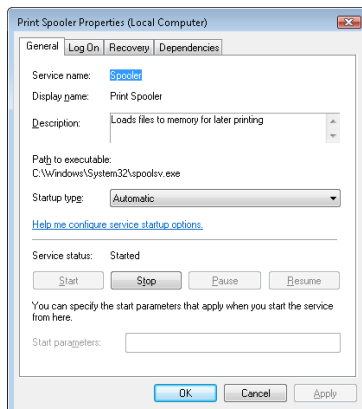 Print Spooler Properties (Local Computer)
General Log On Recovery Dependencies
Service name: Spooler
Display name: Print Spooler
Description: Loads files to memory for later printing
Path to executable:
C:\Windows\System32\spoolsv.exe
Startup type: Automatic
Help me configure service startup options.
Service status: Started
Start Stop Pause Resume
You can specify the start parameters that apply when you start the service
from here.
Start parameters:
OK Cancel Apply